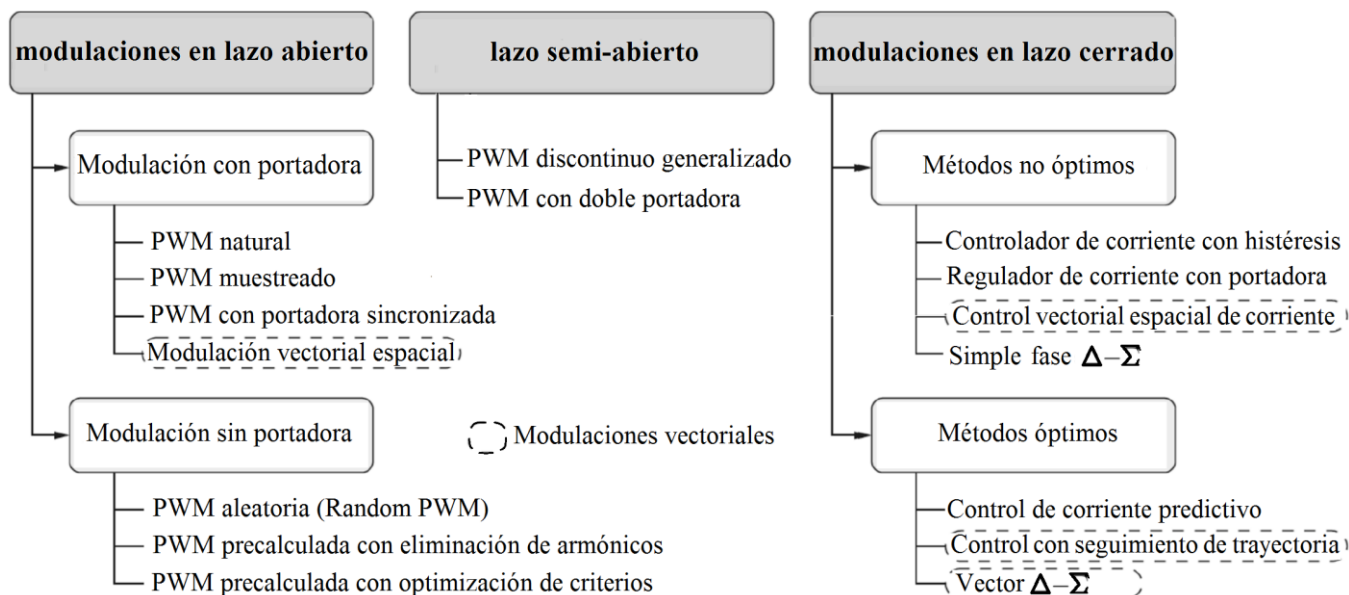 modulaciones en lazo abierto
Modulación con portadora
PWM natural
PWM muestreado
PWM con portadora sincronizada
Modulación vectorial espacial
Modulación sin portadora
PWM aleatoria (Random PWM)
PWM precalculada con eliminación de armónicos
PWM precalculada con optimización de criterios
lazo semi-abierto
PWM discontinuo generalizado
PWM con doble portadora
Modulaciones vectoriales
modulaciones en lazo cerrado
Métodos no óptimos
Controlador de corriente con histéresis
Regulador de corriente con portadora
Control vectorial espacial de corriente
Simple fase Δ–Σ
Métodos óptimos
Control de corriente predictivo
Control con seguimiento de trayectoria
Vector Δ–Σ